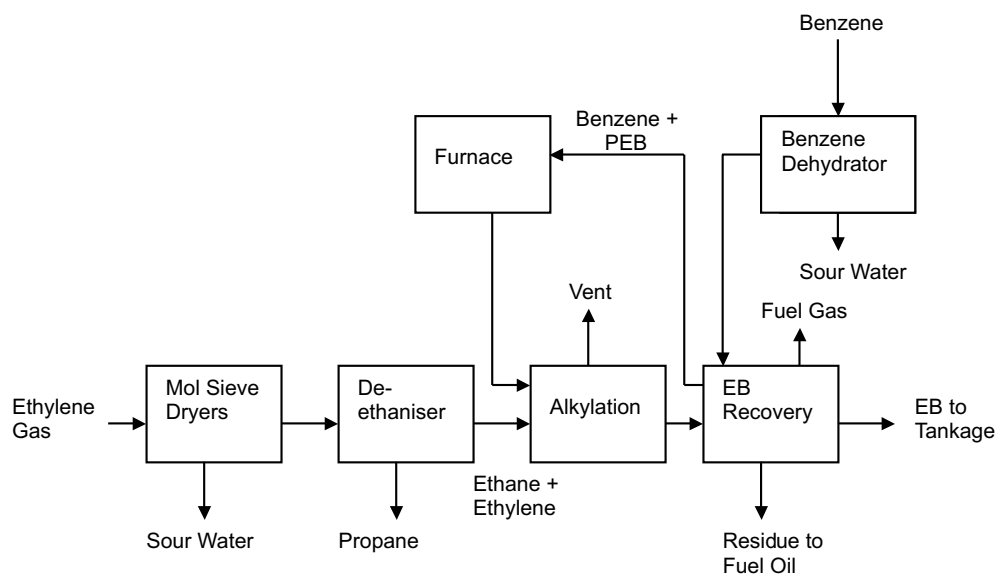 Benzene
Benzene +
PEB
Furnace
Benzene
Dehydrator
Sour Water
Vent
Fuel Gas
Ethylene
Gas
Mol Sieve
Dryers
De-
ethaniser
Alkylation
EB
Recovery
EB to
Tankage
Ethane +
Ethylene
Sour Water
Propane
Residue to
Fuel Oil